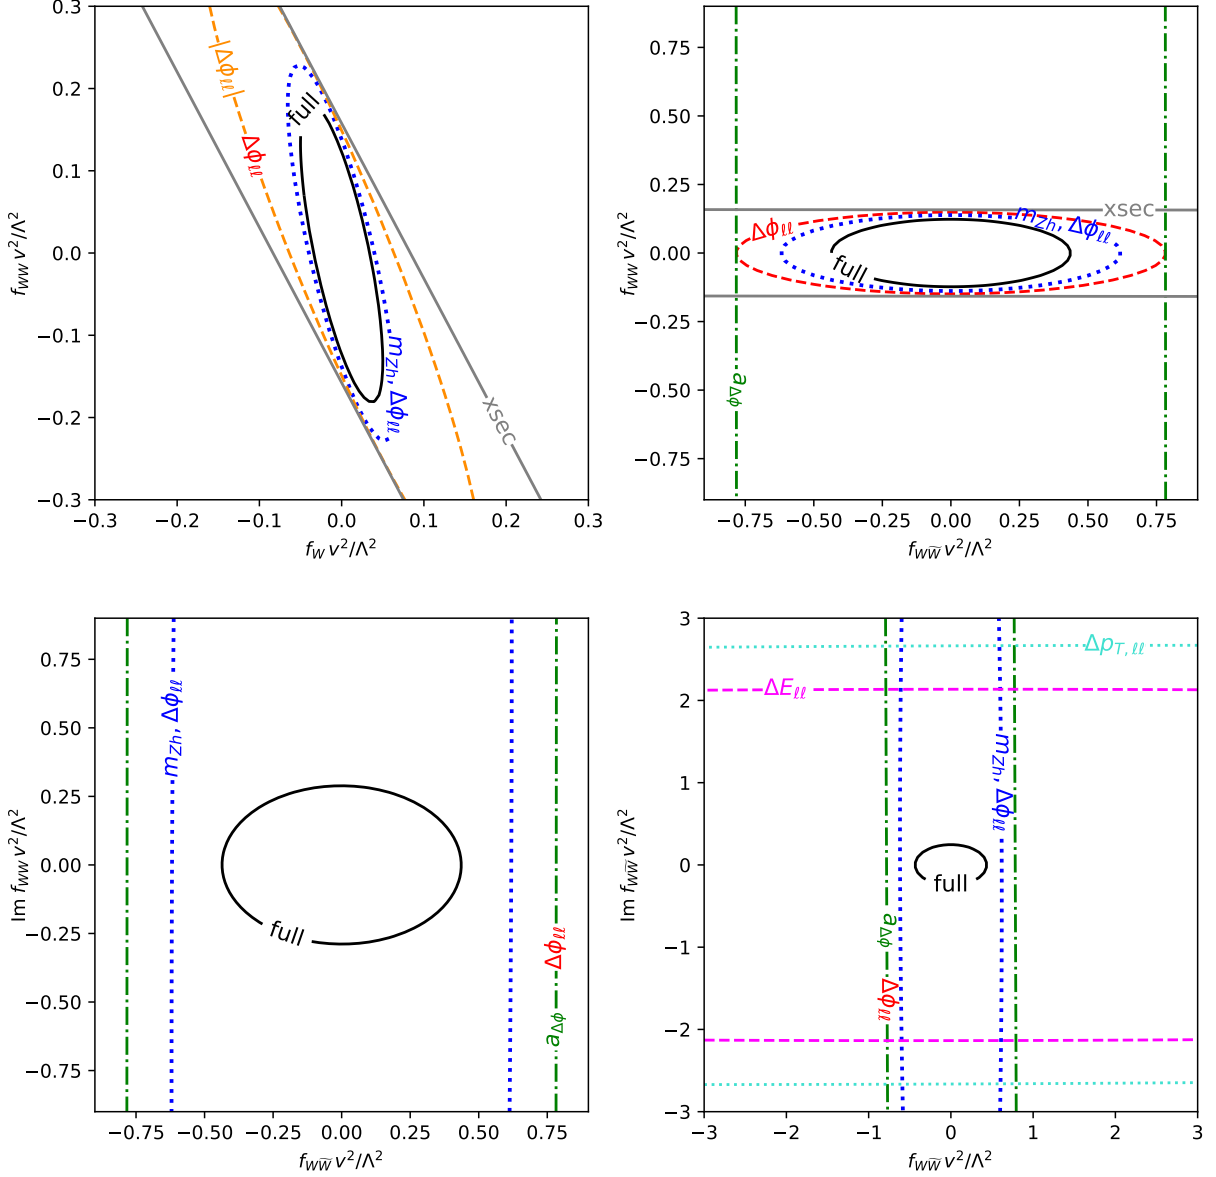 0.3
0.2
0.1
0.0
−0.1
−0.2
−0.3
f_WW v²/Λ²
|Δϕ_ℓℓ|
Δϕ_ℓℓ
full
m_Zh, Δϕ_ℓℓ
xsec
−0.3 −0.2 −0.1 0.0 0.1 0.2 0.3
f_W v²/Λ²
0.75
0.50
0.25
0.00
−0.25
−0.50
−0.75
f_WW v²/Λ²
xsec
m_Zh, Δϕ_ℓℓ
Δϕ_ℓℓ
full
a_Δϕ
−0.75 −0.50 −0.25 0.00 0.25 0.50 0.75
f_WW̃ v²/Λ²
0.75
0.50
0.25
0.00
−0.25
−0.50
−0.75
Im f_WW v²/Λ²
m_Zh, Δϕ_ℓℓ
full
Δϕ_ℓℓ
a_Δϕ
−0.75 −0.50 −0.25 0.00 0.25 0.50 0.75
f_WW̃ v²/Λ²
3
2
1
0
−1
−2
−3
Im f_WW̃ v²/Λ²
Δp_T,ℓℓ
ΔE_ℓℓ
m_Zh, Δϕ_ℓℓ
full
a_Δϕ
Δϕ_ℓℓ
−3 −2 −1 0 1 2 3
f_WW̃ v²/Λ²